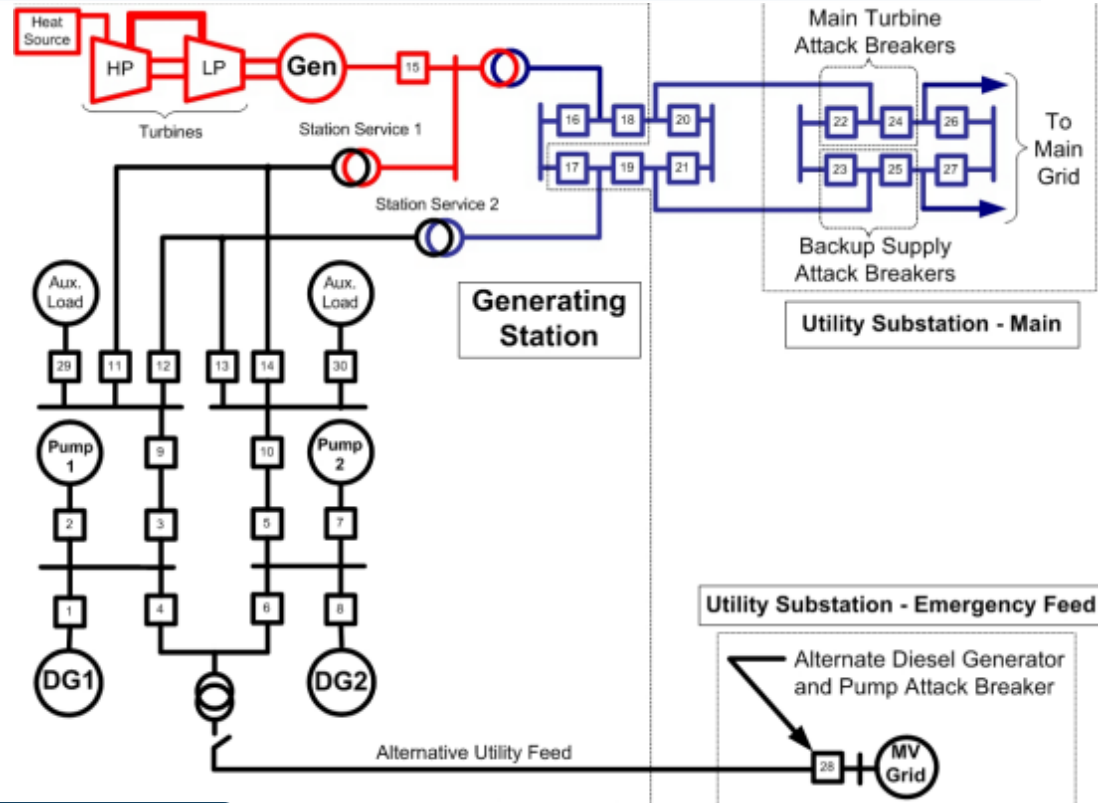 Heat
Source
HP
LP
Gen
15
Turbines
Station Service 1
Station Service 2
16
18
20
17
19
21
Main Turbine
Attack Breakers
22
24
26
23
25
27
To
Main
Grid
Backup Supply
Attack Breakers
Generating
Station
Utility Substation - Main
Aux.
Load
Aux.
Load
29
11
12
13
14
30
Pump
1
9
10
Pump
2
2
3
5
7
1
4
6
8
DG1
DG2
Utility Substation - Emergency Feed
Alternate Diesel Generator
and Pump Attack Breaker
Alternative Utility Feed
28
MV
Grid